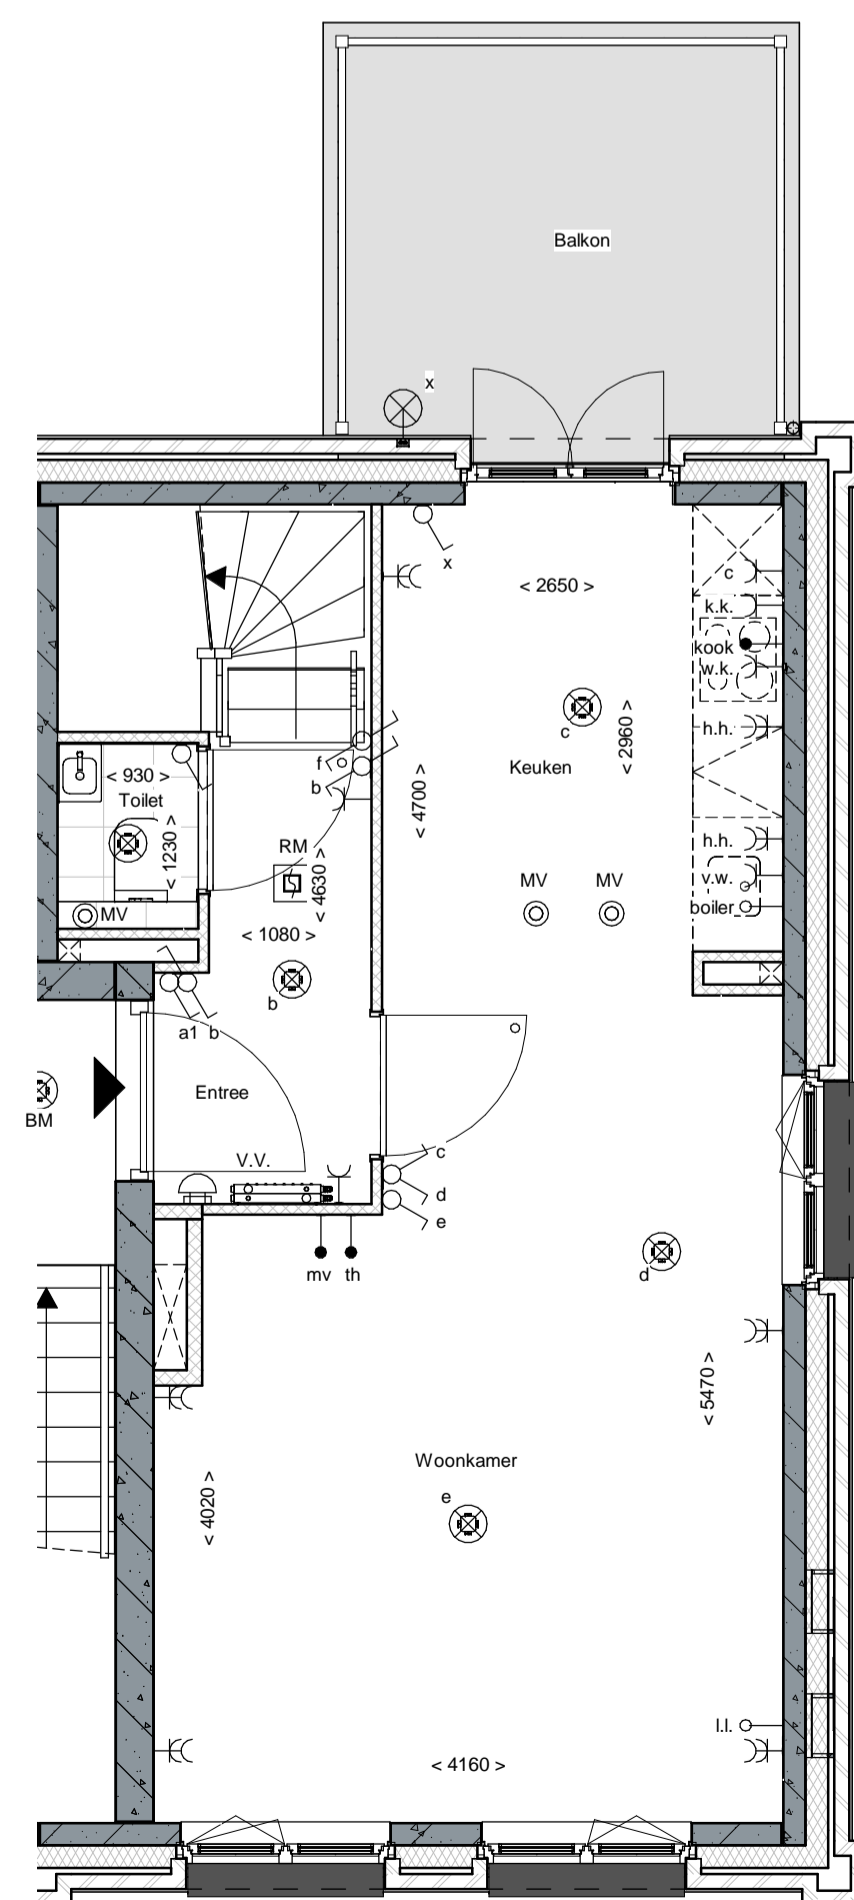 Balkon
x
x
< 2650 >
c
k.k.
kook
w.k.
c
< 2960 >
h.h.
f
b
< 930 >
Toilet
< 1230 >
Keuken
< 4700 >
RM
< 4630 >
h.h.
MV
MV
v.w.
boiler
MV
< 1080 >
b
a1
b
Entree
BM
V.V.
c
d
e
mv
th
d
< 5470 >
Woonkamer
e
< 4020 >
l.l.
< 4160 >